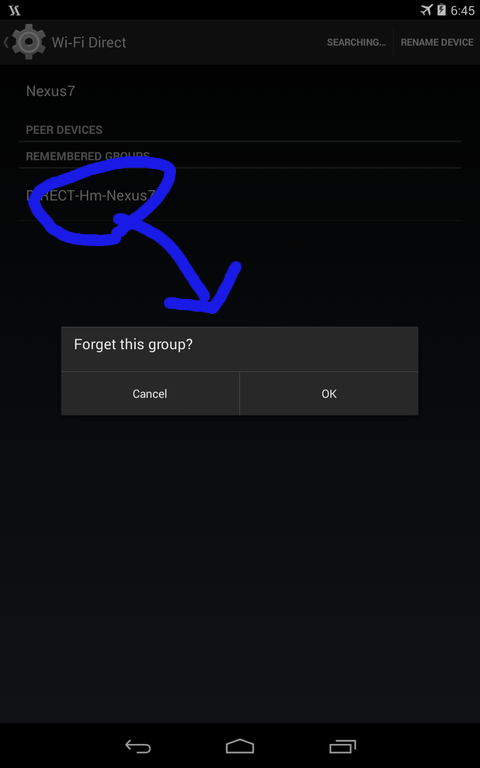 6:45
Wi-Fi Direct
SEARCHING...
RENAME DEVICE
Nexus7
PEER DEVICES
REMEMBERED GROUPS
DIRECT-Hm-Nexus7
Forget this group?
Cancel
OK